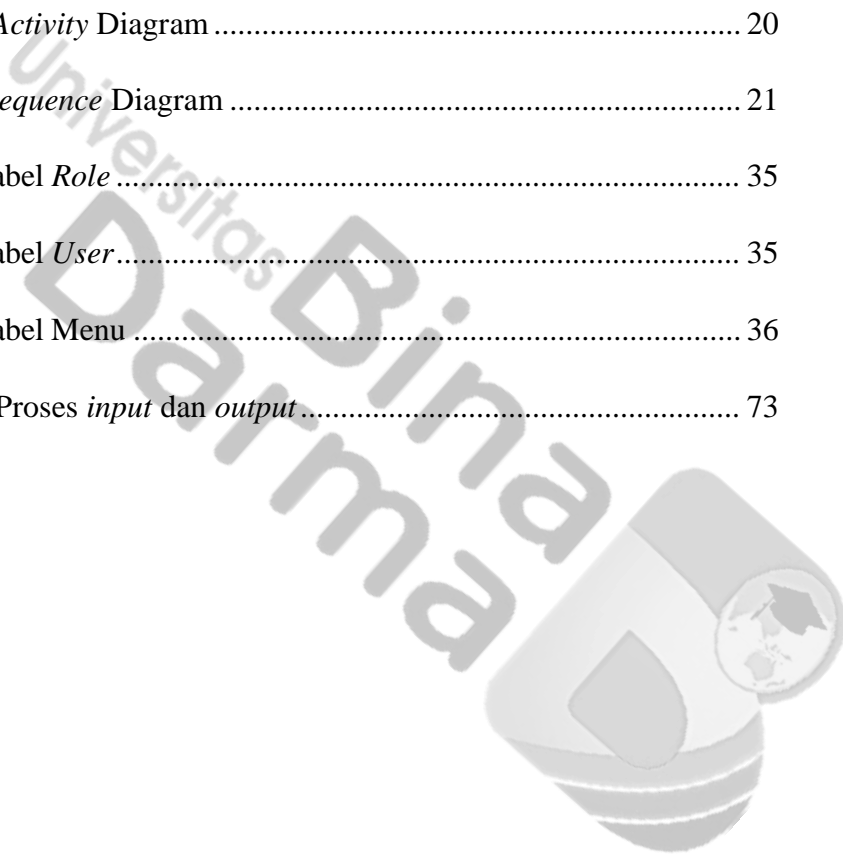 Activity Diagram ................................................................ 20
equence Diagram .............................................................. 21
abel Role ........................................................................... 35
abel User ........................................................................... 35
abel Menu ......................................................................... 36
Proses input dan output ..................................................... 73
Universitas
Bina
Darma